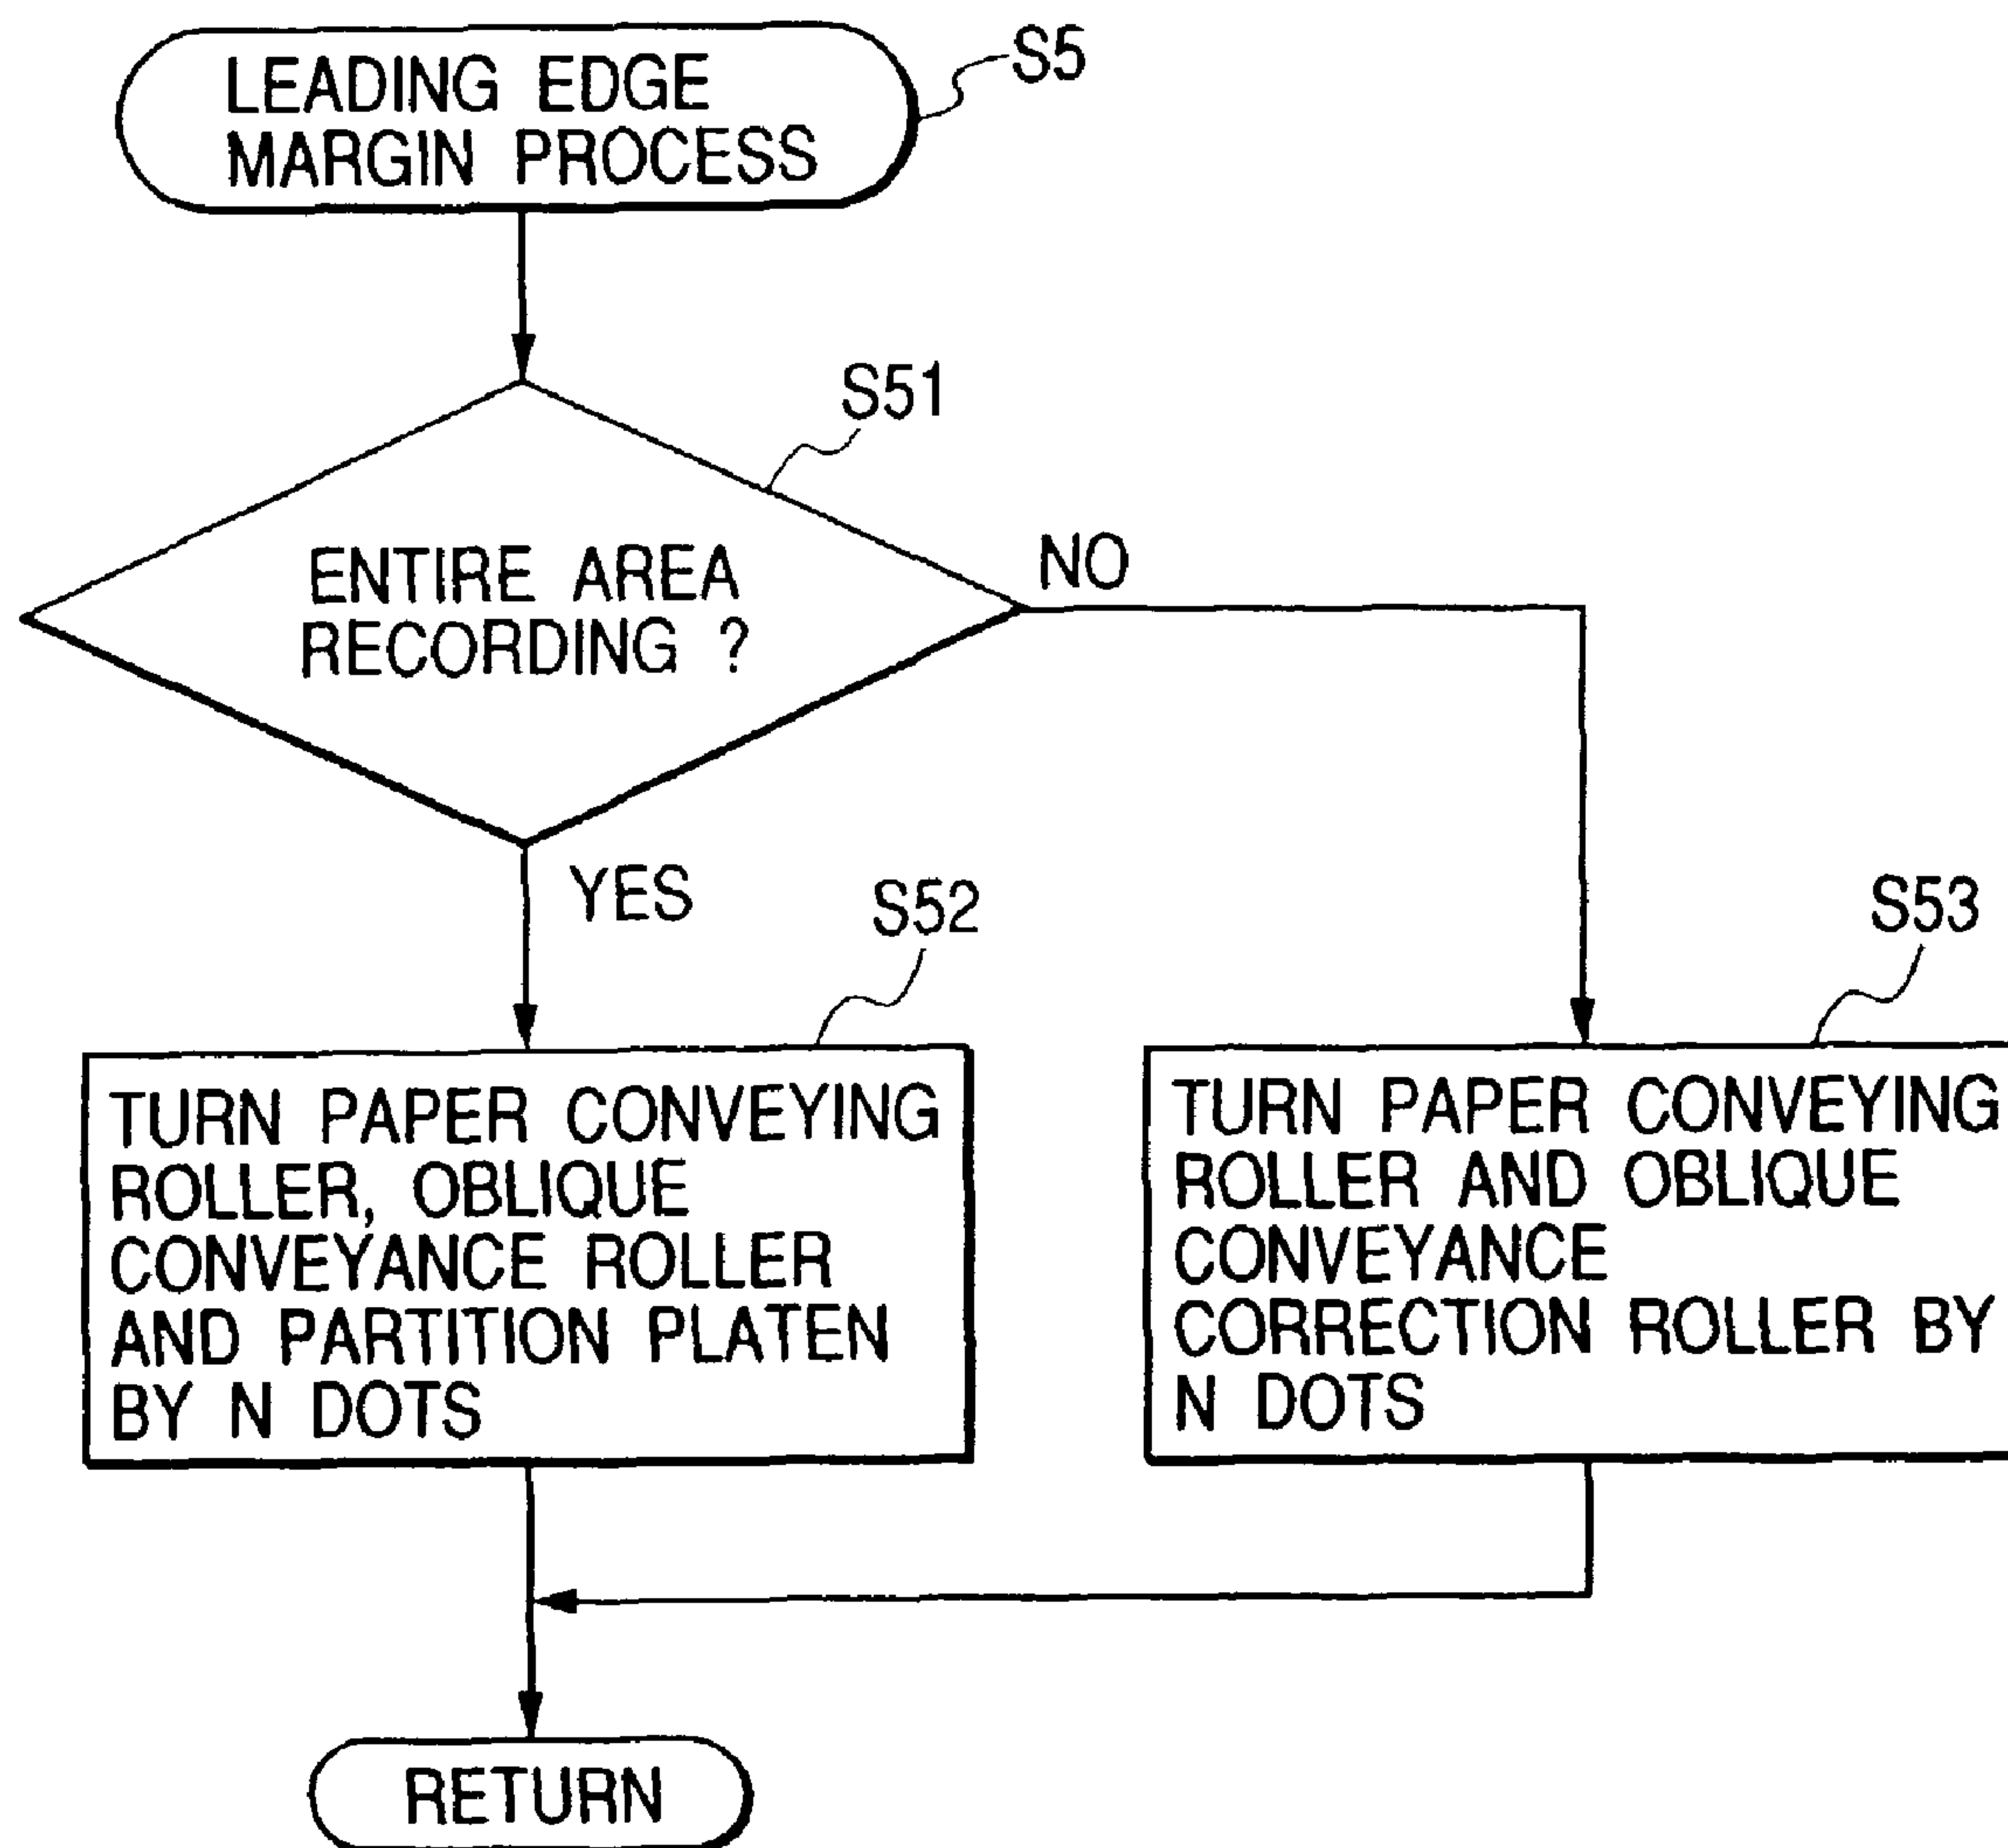 LEADING EDGE
MARGIN PROCESS
S5
S51
ENTIRE AREA
RECORDING ?
NO
YES
S52
TURN PAPER CONVEYING
ROLLER, OBLIQUE
CONVEYANCE ROLLER
AND PARTITION PLATEN
BY N DOTS
S53
TURN PAPER CONVEYING
ROLLER AND OBLIQUE
CONVEYANCE
CORRECTION ROLLER BY
N DOTS
RETURN